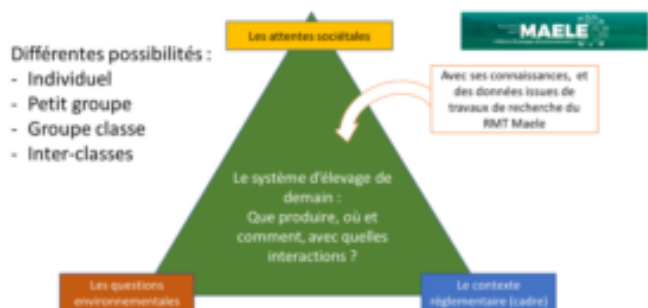 Les attentes sociétales
MAELE
Différentes possibilités :
- Individuel
- Petit groupe
- Groupe classe
- Inter-classes
Avec ses connaissances, et
des données issues de
travaux de recherche du
RMT Maele
Le système d'élevage de
demain :
Que produire, où et
comment, avec quelles
interactions ?
Les questions
environnementales
Le contexte
réglementaire (cadre)